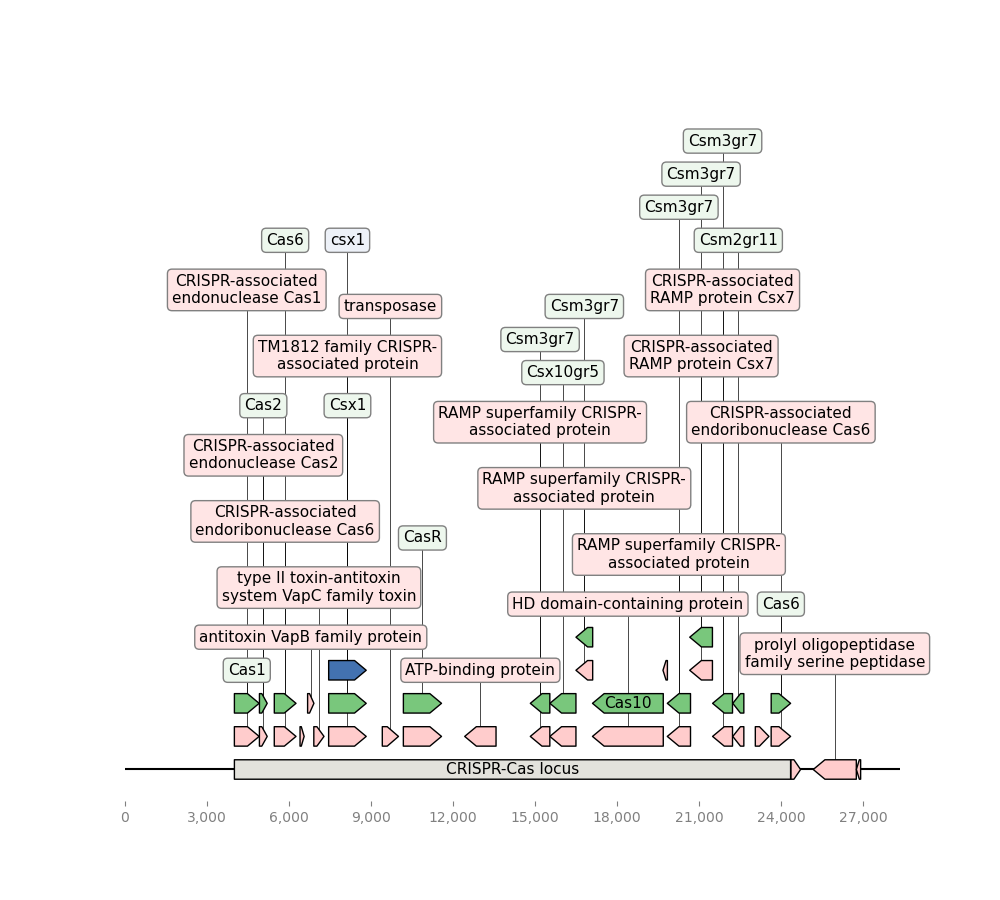 Csm3gr7
Csm3gr7
Csm3gr7
Cas6
csx1
Csm2gr11
CRISPR-associated
endonuclease Cas1
CRISPR-associated
RAMP protein Csx7
transposase
Csm3gr7
Csm3gr7
TM1812 family CRISPR-
associated protein
CRISPR-associated
RAMP protein Csx7
Csx10gr5
Cas2
Csx1
RAMP superfamily CRISPR-
associated protein
CRISPR-associated
endoribonuclease Cas6
CRISPR-associated
endonuclease Cas2
RAMP superfamily CRISPR-
associated protein
CRISPR-associated
endoribonuclease Cas6
CasR
RAMP superfamily CRISPR-
associated protein
type II toxin-antitoxin
system VapC family toxin
HD domain-containing protein
Cas6
antitoxin VapB family protein
prolyl oligopeptidase
family serine peptidase
Cas1
ATP-binding protein
Cas10
CRISPR-Cas locus
0
3,000
6,000
9,000
12,000
15,000
18,000
21,000
24,000
27,000